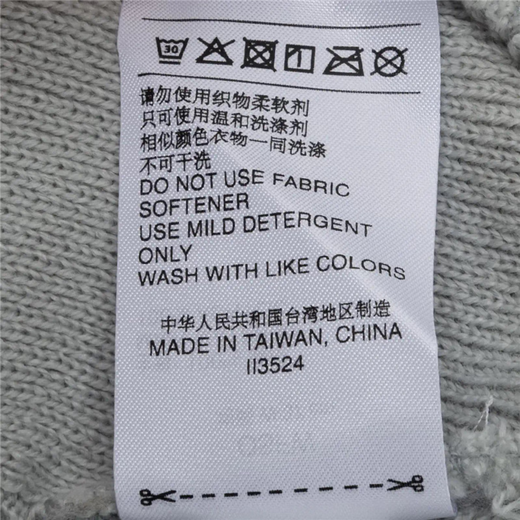 30
请勿使用织物柔软剂
只可使用温和洗涤剂
相似颜色衣物一同洗涤
不可干洗
DO NOT USE FABRIC
SOFTENER
USE MILD DETERGENT
ONLY
WASH WITH LIKE COLORS
中华人民共和国台湾地区制造
MADE IN TAIWAN, CHINA
II3524